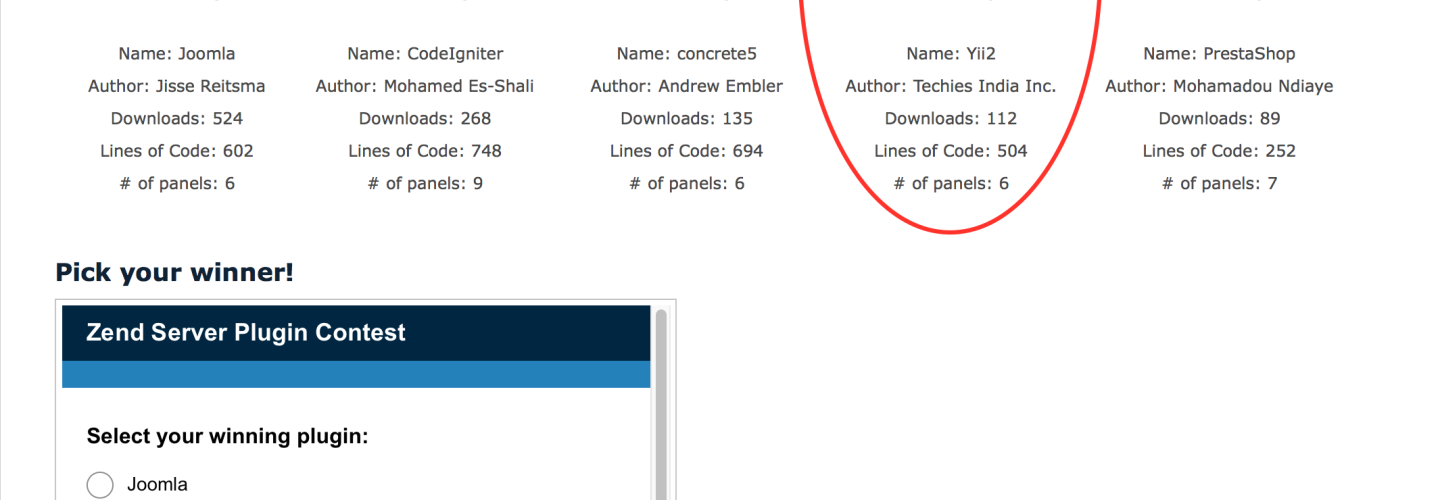 Name: Joomla
Author: Jisse Reitsma
Downloads: 524
Lines of Code: 602
# of panels: 6
Name: CodeIgniter
Author: Mohamed Es-Shali
Downloads: 268
Lines of Code: 748
# of panels: 9
Name: concrete5
Author: Andrew Embler
Downloads: 135
Lines of Code: 694
# of panels: 6
Name: Yii2
Author: Techies India Inc.
Downloads: 112
Lines of Code: 504
# of panels: 6
Name: PrestaShop
Author: Mohamadou Ndiaye
Downloads: 89
Lines of Code: 252
# of panels: 7
Pick your winner!
Zend Server Plugin Contest
Select your winning plugin:
Joomla